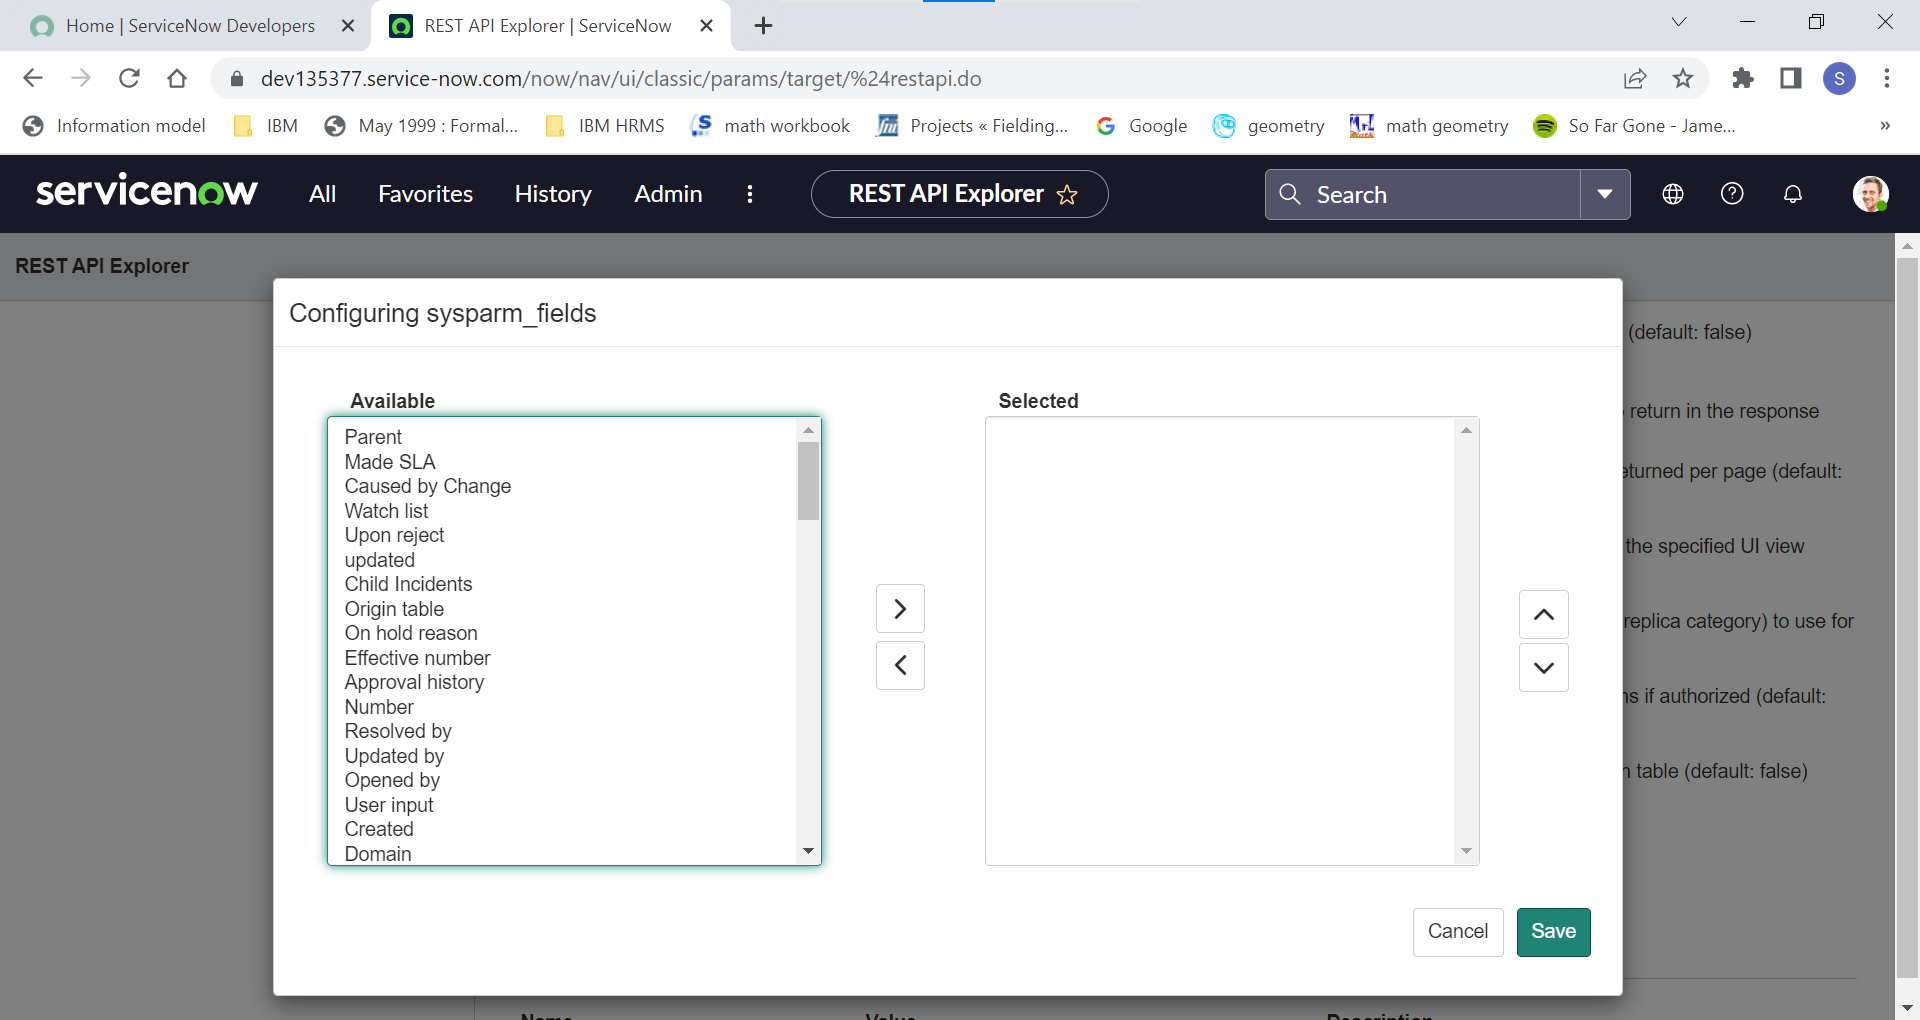 Home | ServiceNow Developers
REST API Explorer | ServiceNow
dev135377.service-now.com/now/nav/ui/classic/params/target/%24restapi.do
S
Information model
IBM
May 1999 : Formal...
IBM HRMS
math workbook
Projects « Fielding...
Google
geometry
math geometry
So Far Gone - Jame...
»
servicenow
All
Favorites
History
Admin
REST API Explorer
Search
REST API Explorer
Configuring sysparm_fields
(default: false)
Available
Selected
return in the response
Parent
Made SLA
Caused by Change
Watch list
Upon reject
updated
Child Incidents
Origin table
On hold reason
Effective number
Approval history
Number
Resolved by
Updated by
Opened by
User input
Created
Domain
eturned per page (default:
the specified UI view
replica category) to use for
ns if authorized (default:
n table (default: false)
Cancel
Save
Name
Value
Description